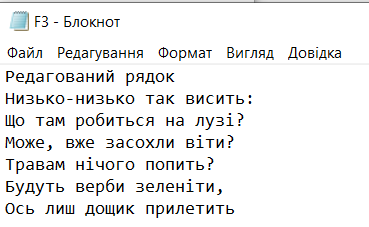 F3 - Блокнот
Файл Редагування Формат Вигляд Довідка
Редагований рядок
Низько-низько так висить:
Що там робиться на лузі?
Може, вже засохли віти?
Травам нічого попить?
Будуть верби зеленіти,
Ось лиш дощик прилетить